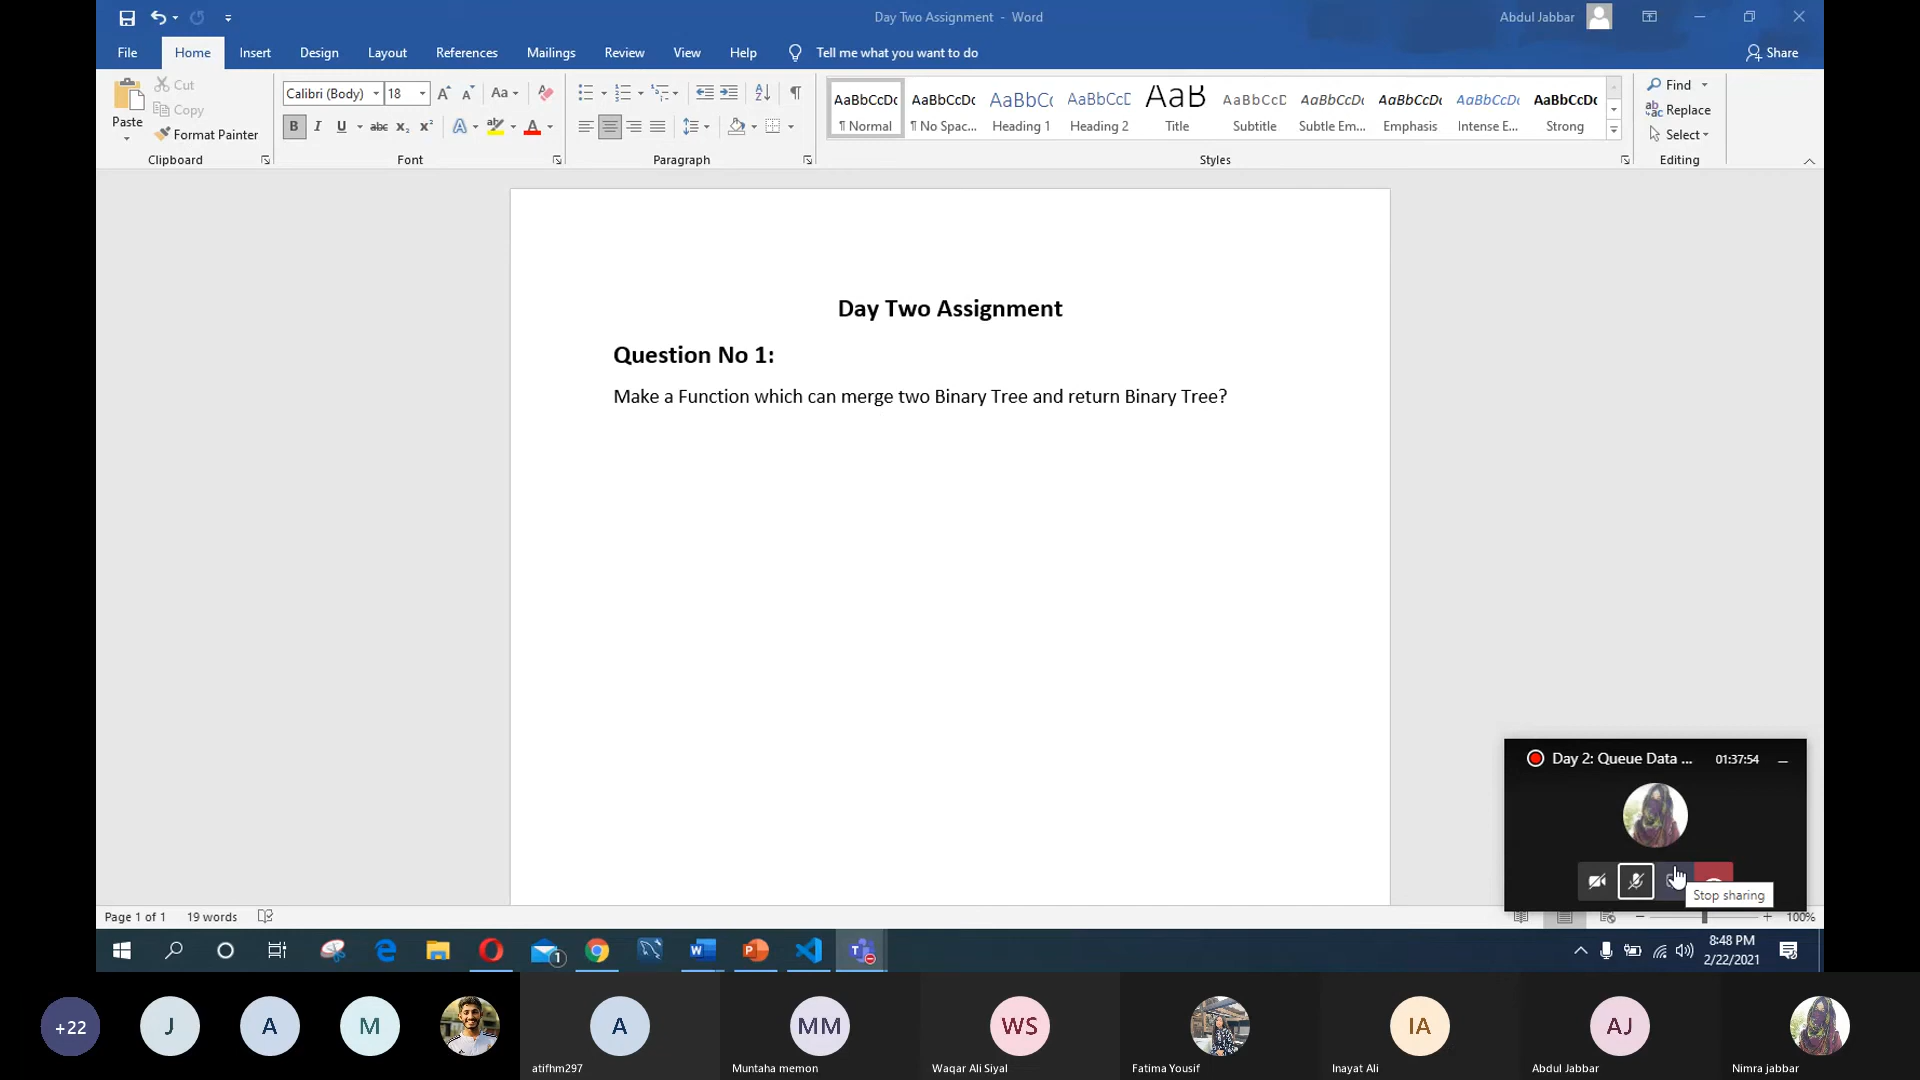 Day Two Assignment - Word
Abdul Jabbar
File Home Insert Design Layout References Mailings Review View Help Tell me what you want to do Share
Paste
Cut
Copy
Format Painter
Clipboard
Calibri (Body) 18
Font
Paragraph
AaBbCcDc AaBbCcDc AaBbCc AaBbCcD AaB AaBbCcD AaBbCcDc AaBbCcDc AaBbCcDc AaBbCcDc
¶ Normal ¶ No Spac... Heading 1 Heading 2 Title Subtitle Subtle Em... Emphasis Intense E... Strong
Styles
Find
Replace
Select
Editing
Day Two Assignment
Question No 1:
Make a Function which can merge two Binary Tree and return Binary Tree?
Day 2: Queue Data ... 01:37:54
Stop sharing
Page 1 of 1 19 words
100%
1
8:48 PM
2/22/2021
+22 J A M A MM WS IA AJ
atifhm297 Muntaha memon Waqar Ali Siyal Fatima Yousif Inayat Ali Abdul Jabbar Nimra jabbar